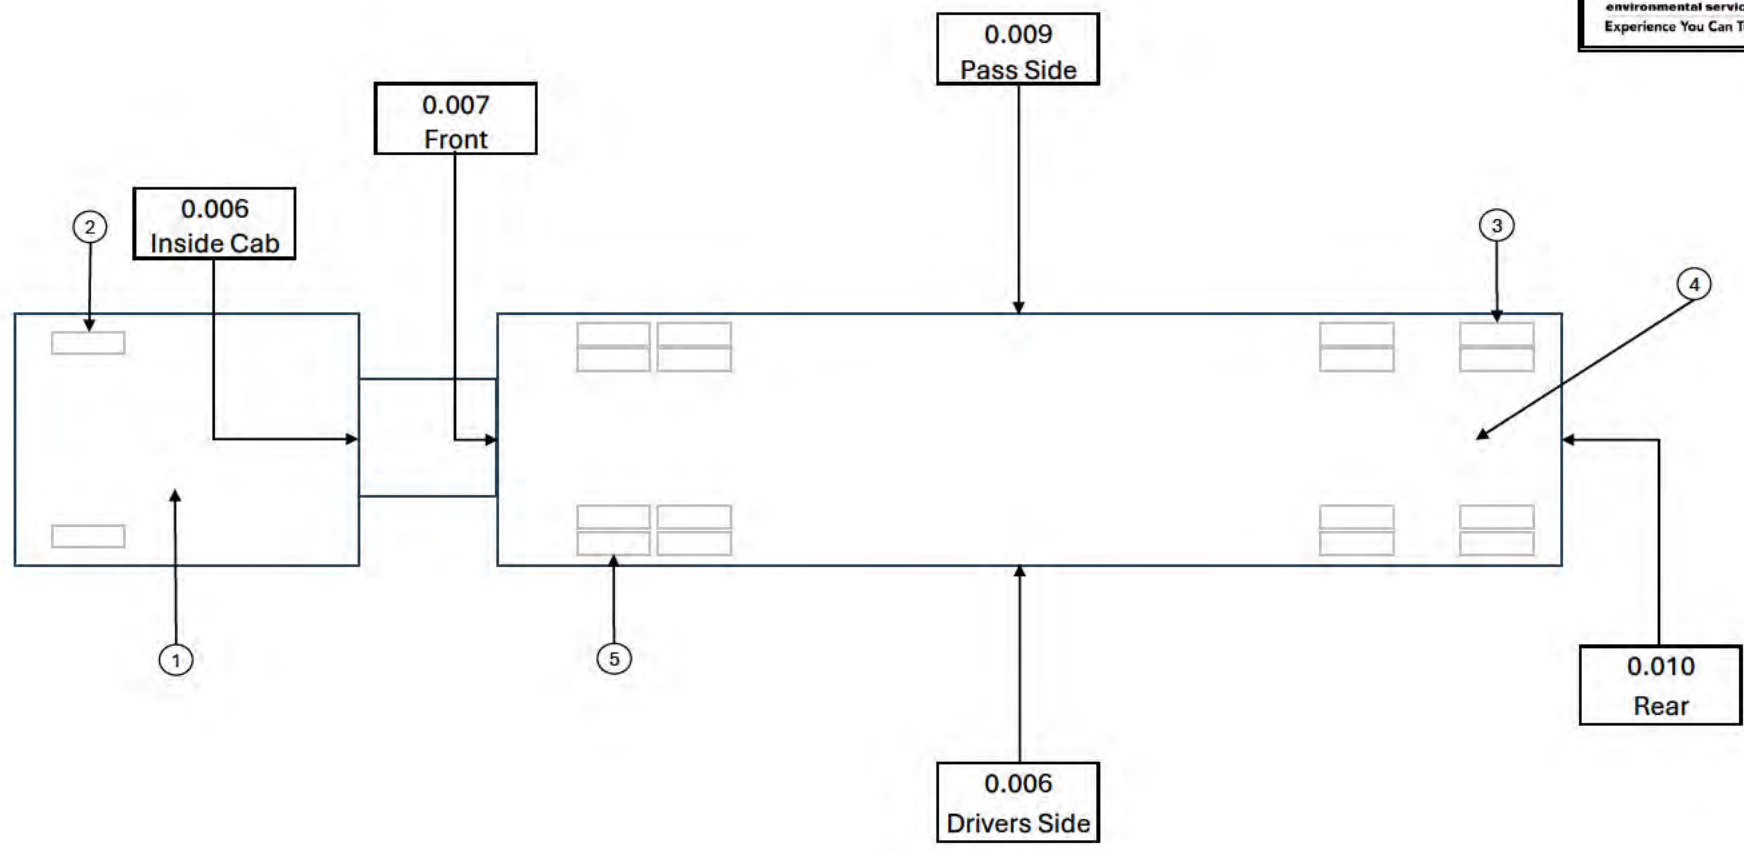 environmental
Experience You Can
0.009
Pass Side
0.007
Front
0.006
Inside Cab
2
3
4
1
5
0.010
Rear
0.006
Drivers Side